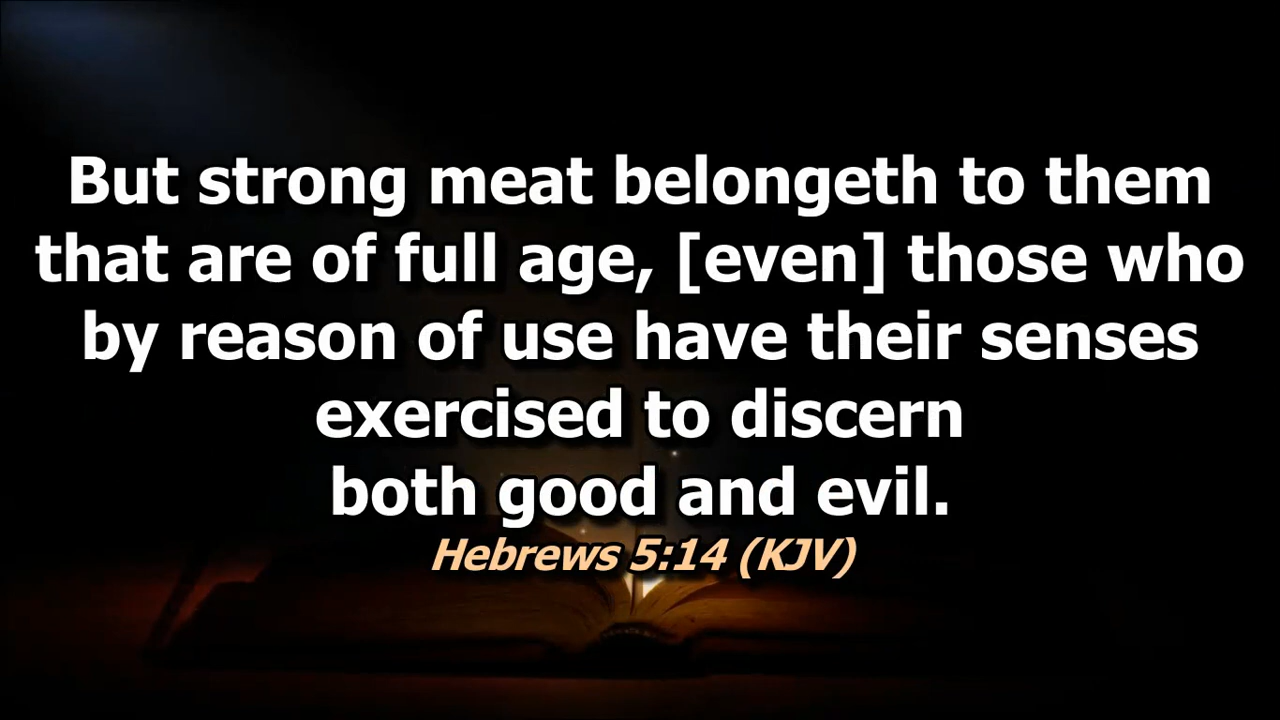 But strong meat belongeth to them
that are of full age, [even] those who
by reason of use have their senses
exercised to discern
both good and evil.
Hebrews 5:14 (KJV)